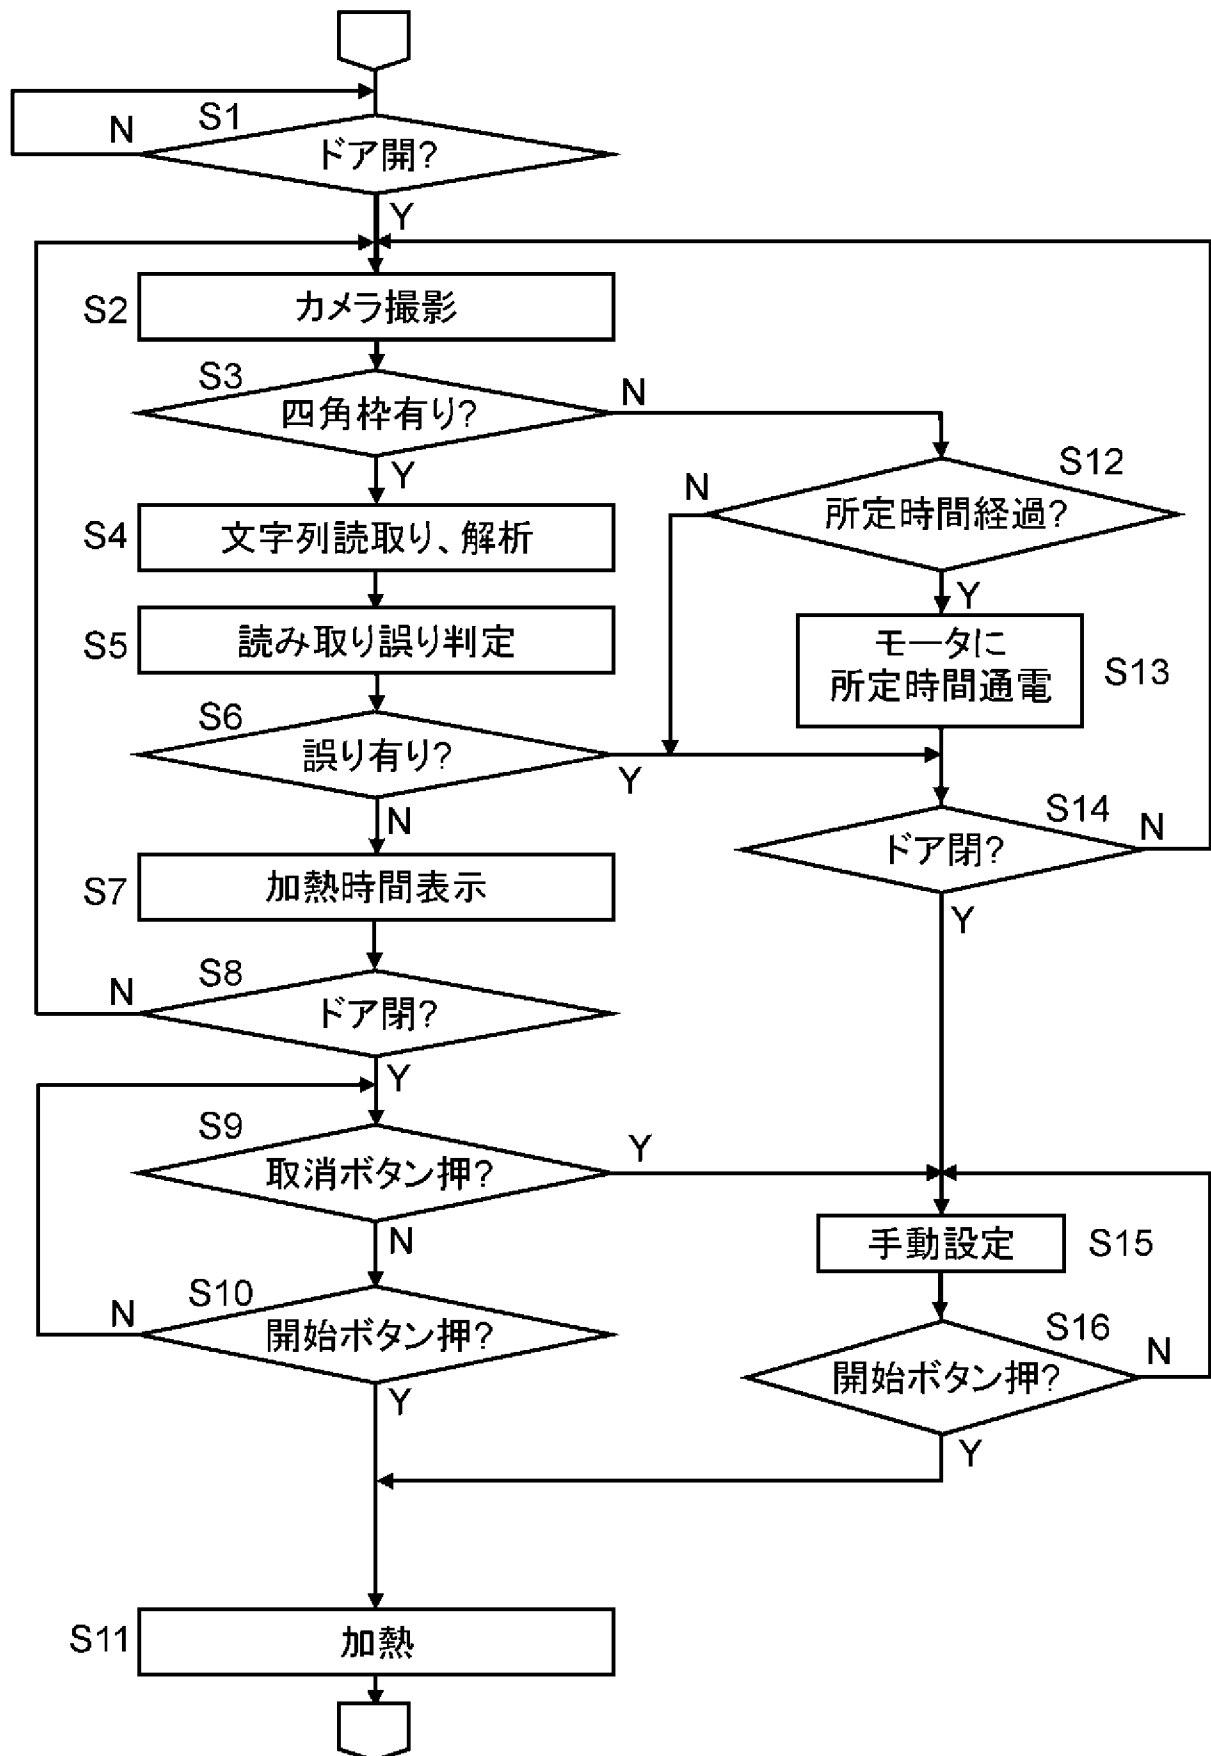 S1
N
ドア開?
Y
S2
カメラ撮影
S3
N
四角枠有り?
Y
S12
N
所定時間経過?
Y
S4
文字列読取り、解析
S5
読み取り誤り判定
モータに
所定時間通電
S13
S6
誤り有り?
Y
N
S14
N
ドア閉?
Y
S7
加熱時間表示
S8
N
ドア閉?
Y
S9
Y
取消ボタン押?
N
手動設定
S15
S10
N
開始ボタン押?
Y
S16
N
開始ボタン押?
Y
S11
加熱